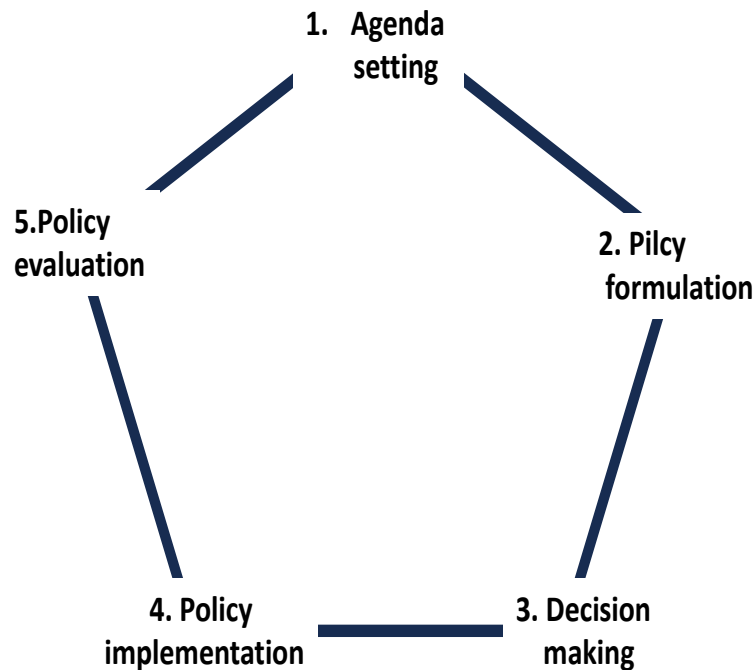 1. Agenda
setting
2. Pilcy
formulation
3. Decision
making
4. Policy
implementation
5.Policy
evaluation